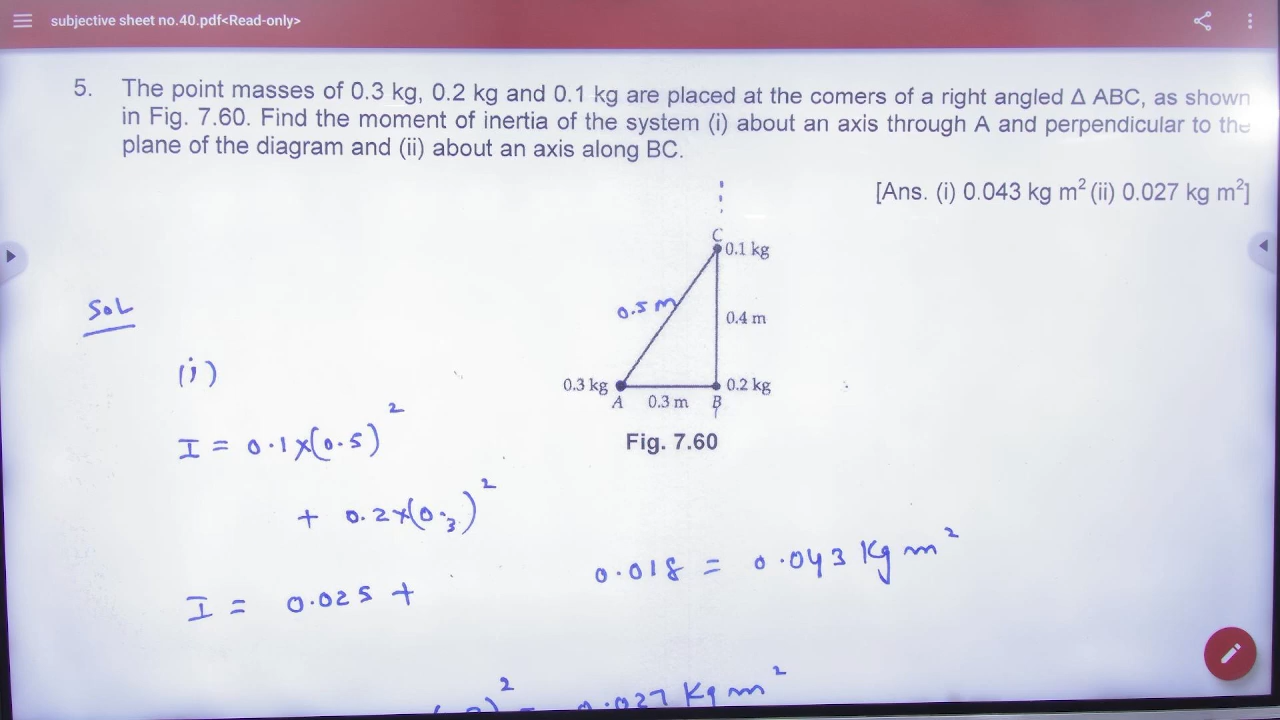 subjective sheet no.40.pdf<Read-only>
5. The point masses of 0.3 kg, 0.2 kg and 0.1 kg are placed at the comers of a right angled Δ ABC, as shown
in Fig. 7.60. Find the moment of inertia of the system (i) about an axis through A and perpendicular to the
plane of the diagram and (ii) about an axis along BC.
[Ans. (i) 0.043 kg m² (ii) 0.027 kg m²]
C
0.1 kg
0.5 m
0.4 m
0.3 kg
0.2 kg
A 0.3 m B
Fig. 7.60
Sol
(i)
I = 0.1×(0.5)²
+ 0.2×(0.3)²
I = 0.025 + 0.018 = 0.043 Kg m²
)² = 0.027 Kg m²